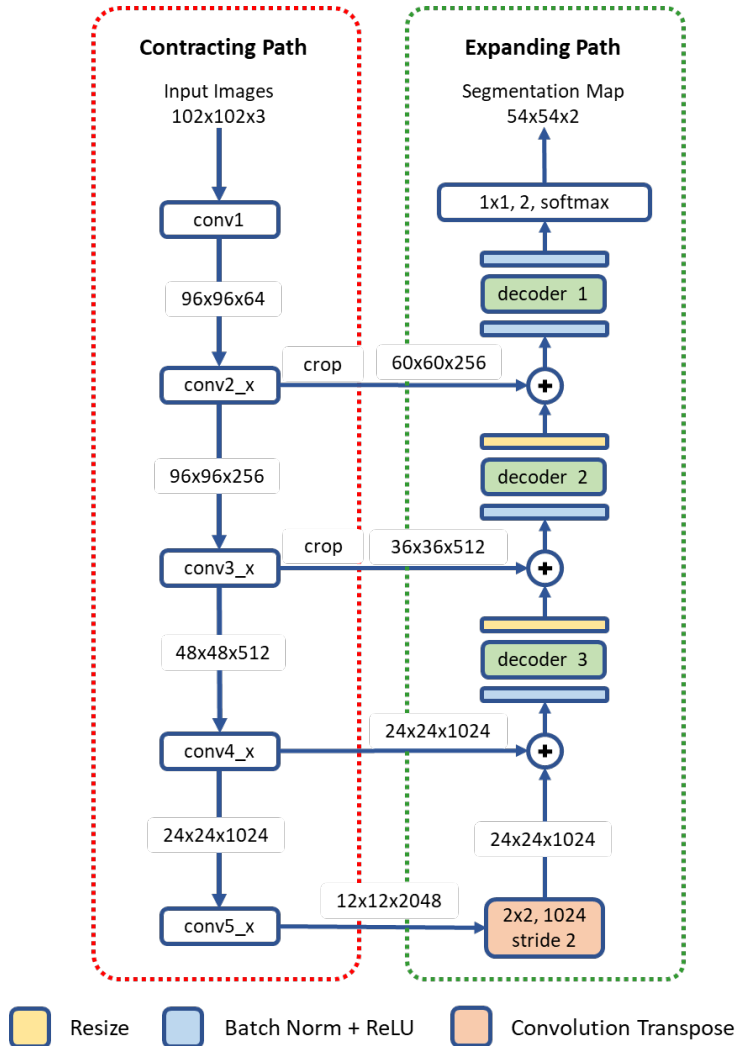 Contracting Path
Input Images
102x102x3
conv1
96x96x64
conv2_x
96x96x256
conv3_x
48x48x512
conv4_x
24x24x1024
conv5_x
crop
60x60x256
crop
36x36x512
24x24x1024
12x12x2048
Expanding Path
Segmentation Map
54x54x2
1x1, 2, softmax
decoder 1
+
decoder 2
+
decoder 3
+
24x24x1024
2x2, 1024
stride 2
Resize
Batch Norm + ReLU
Convolution Transpose